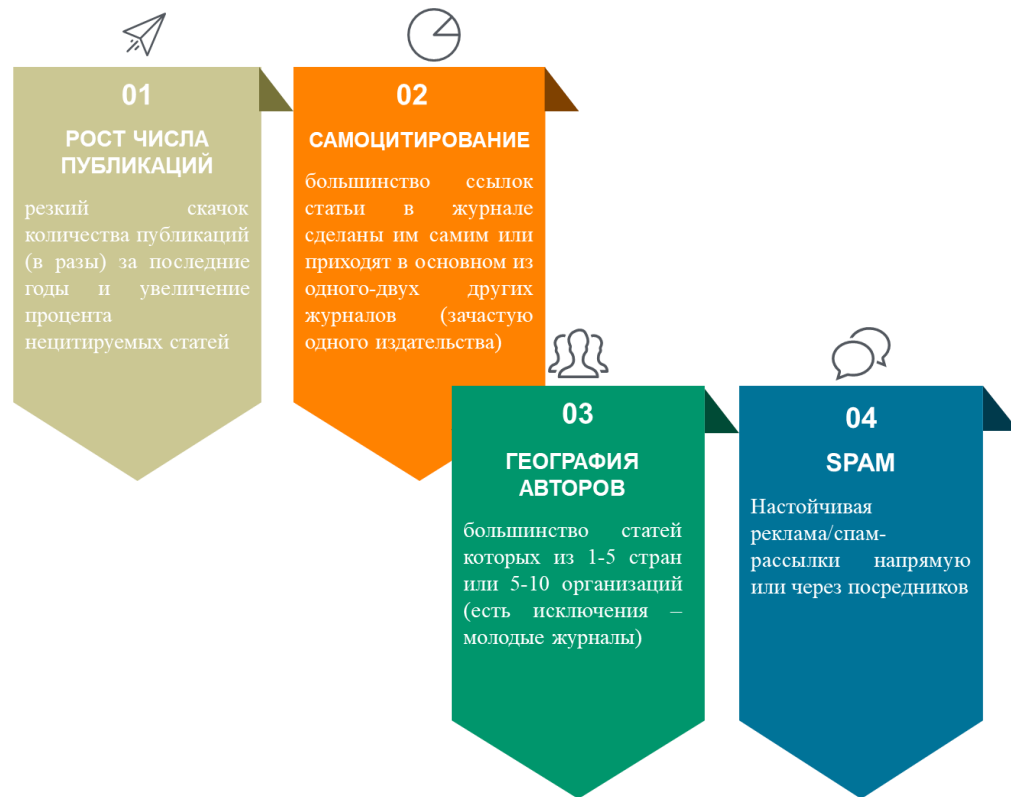 01
РОСТ ЧИСЛА
ПУБЛИКАЦИЙ
резкий скачок
количества публикаций
(в разы) за последние
годы и увеличение
процента
нецитируемых статей
02
САМОЦИТИРОВАНИЕ
большинство ссылок
статьи в журнале
сделаны им самим или
приходят в основном из
одного-двух других
журналов (зачастую
одного издательства)
03
ГЕОГРАФИЯ
АВТОРОВ
большинство статей
которых из 1-5 стран
или 5-10 организаций
(есть исключения –
молодые журналы)
04
SPAM
Настойчивая
реклама/спам-
рассылки напрямую
или через посредников